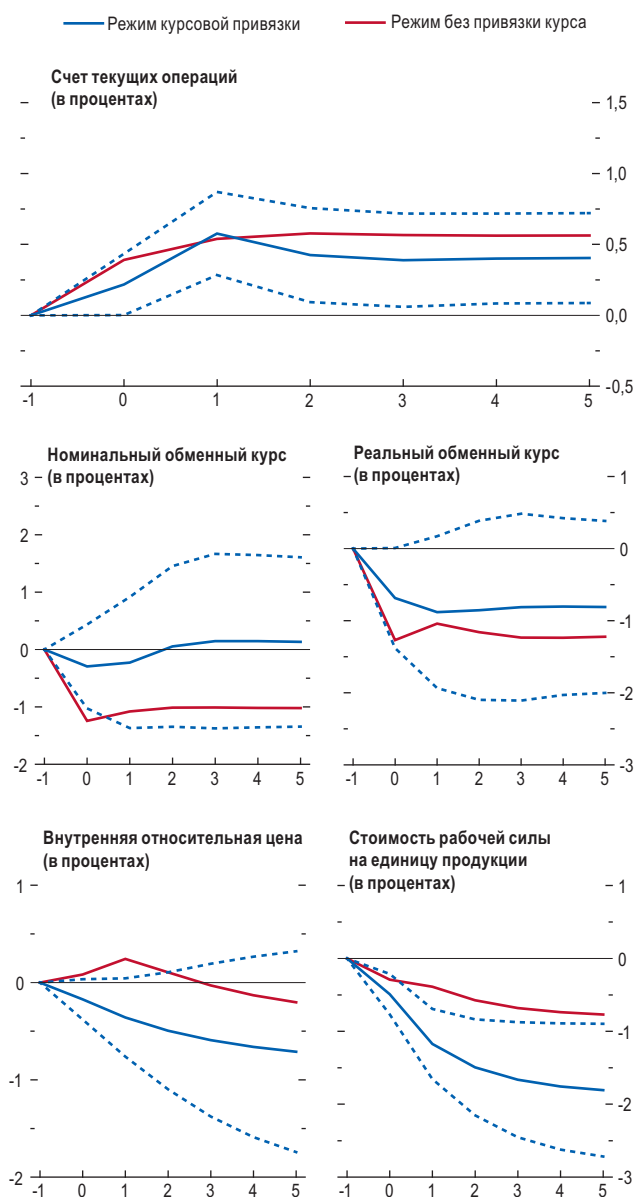 Режим курсовой привязки
Режим без привязки курса
Счет текущих операций
(в процентах)
1,5
1,0
0,5
0,0
-0,5
-1 0 1 2 3 4 5
Номинальный обменный курс
(в процентах)
3
2
1
0
-1
-2
-1 0 1 2 3 4 5
Реальный обменный курс
(в процентах)
1
0
-1
-2
-3
-1 0 1 2 3 4 5
Внутренняя относительная цена
(в процентах)
1
0
-1
-2
-1 0 1 2 3 4 5
Стоимость рабочей силы
на единицу продукции
(в процентах)
1
0
-1
-2
-3
-1 0 1 2 3 4 5